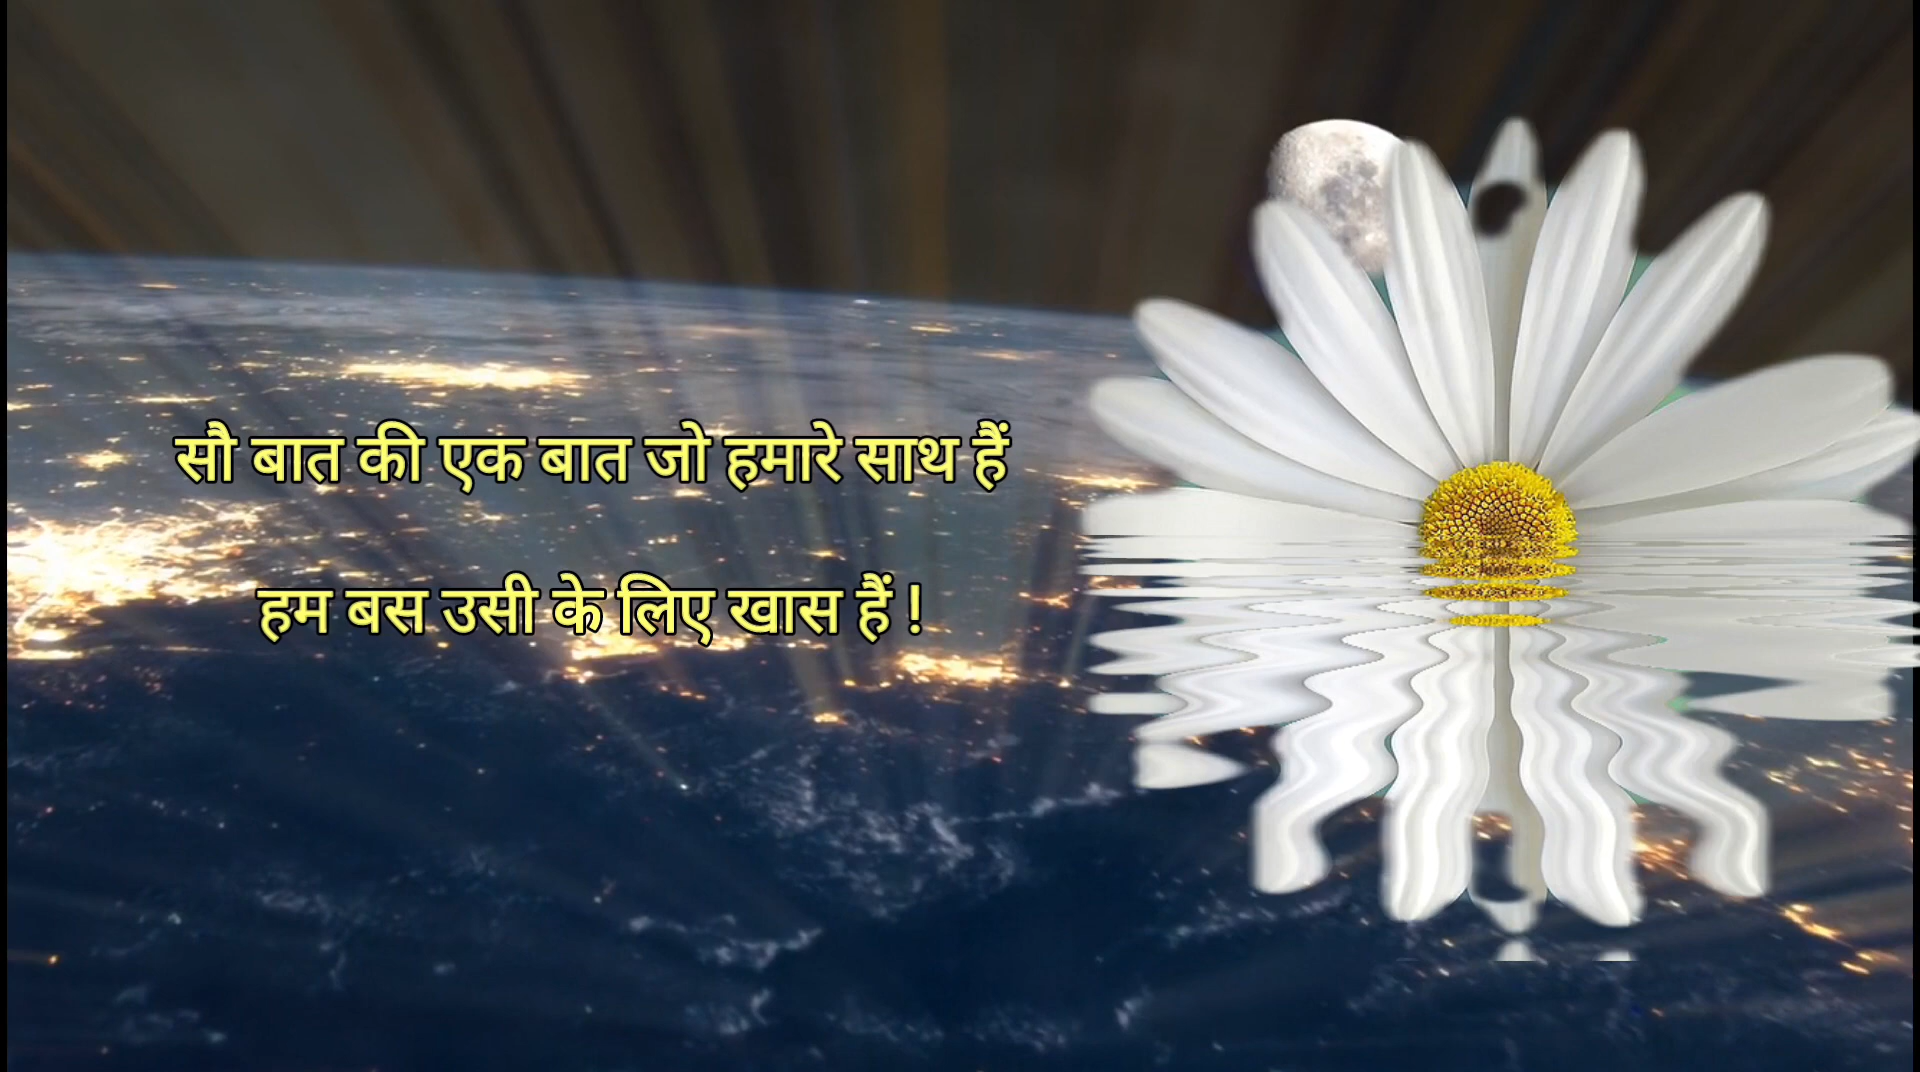 सौ बात की एक बात जो हमारे साथ हैं
हम बस उसी के लिए खास हैं !